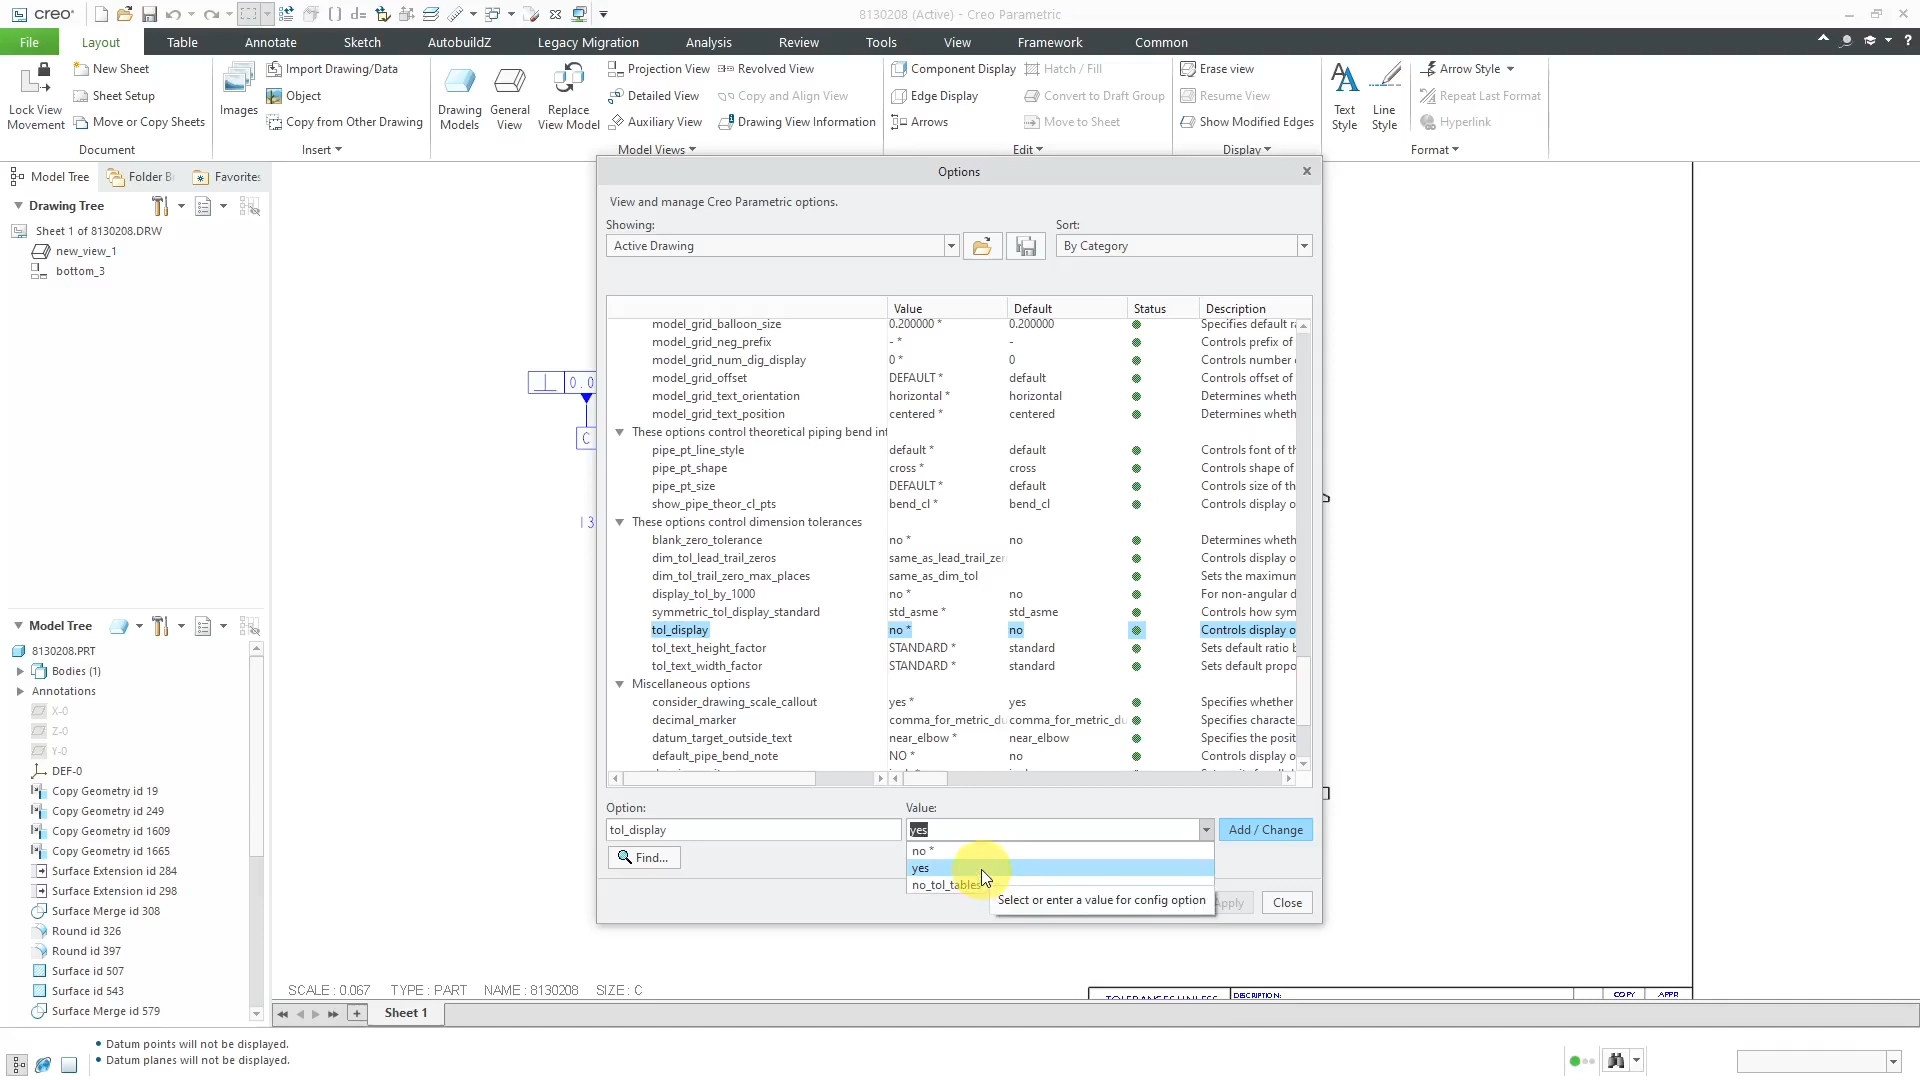 creo
8130208 (Active) - Creo Parametric
File
Layout
Table
Annotate
Sketch
AutobuildZ
Legacy Migration
Analysis
Review
Tools
View
Framework
Common
Lock View
Movement
New Sheet
Sheet Setup
Move or Copy Sheets
Document
Images
Import Drawing/Data
Object
Copy from Other Drawing
Insert
Drawing
Models
General
View
Replace
View Model
Projection View
Detailed View
Auxiliary View
Revolved View
Copy and Align View
Drawing View Information
Model Views
Component Display
Edge Display
Arrows
Hatch / Fill
Convert to Draft Group
Move to Sheet
Edit
Erase view
Resume View
Show Modified Edges
Display
Text
Style
Line
Style
Arrow Style
Repeat Last Format
Hyperlink
Format
Model Tree
Folder B
Favorites
Drawing Tree
Sheet 1 of 8130208.DRW
new_view_1
bottom_3
Model Tree
8130208.PRT
Bodies (1)
Annotations
X-0
Z-0
Y-0
DEF-0
Copy Geometry id 19
Copy Geometry id 249
Copy Geometry id 1609
Copy Geometry id 1665
Surface Extension id 284
Surface Extension id 298
Surface Merge id 308
Round id 326
Round id 397
Surface id 507
Surface id 543
Surface Merge id 579
0.0
C
13
Options
View and manage Creo Parametric options.
Showing:
Active Drawing
Sort:
By Category
Value Default Status Description
model_grid_balloon_size 0.200000 * 0.200000 Specifies default r
model_grid_neg_prefix - * - Controls prefix of
model_grid_num_dig_display 0 * 0 Controls number
model_grid_offset DEFAULT * default Controls offset of
model_grid_text_orientation horizontal * horizontal Determines wheth
model_grid_text_position centered * centered Determines wheth
These options control theoretical piping bend int
pipe_pt_line_style default * default Controls font of th
pipe_pt_shape cross * cross Controls shape of
pipe_pt_size DEFAULT * default Controls size of th
show_pipe_theor_cl_pts bend_cl * bend_cl Controls display o
These options control dimension tolerances
blank_zero_tolerance no * no Determines wheth
dim_tol_lead_trail_zeros same_as_lead_trail_zer Controls display o
dim_tol_trail_zero_max_places same_as_dim_tol Sets the maximum
display_tol_by_1000 no * no For non-angular d
symmetric_tol_display_standard std_asme * std_asme Controls how sym
tol_display no * no Controls display o
tol_text_height_factor STANDARD * standard Sets default ratio b
tol_text_width_factor STANDARD * standard Sets default propo
Miscellaneous options
consider_drawing_scale_callout yes * yes Specifies whether
decimal_marker comma_for_metric_du comma_for_metric_du Specifies characte
datum_target_outside_text near_elbow * near_elbow Specifies the posit
default_pipe_bend_note NO * no Controls display o
Option:
tol_display
Value:
yes
Add / Change
Find...
no *
yes
no_tol_tables
Select or enter a value for config option
Apply
Close
SCALE : 0.067 TYPE : PART NAME : 8130208 SIZE : C
TOLERANCES UNLESS
DESCRIPTION:
COPY
APPR
Sheet 1
• Datum points will not be displayed.
• Datum planes will not be displayed.